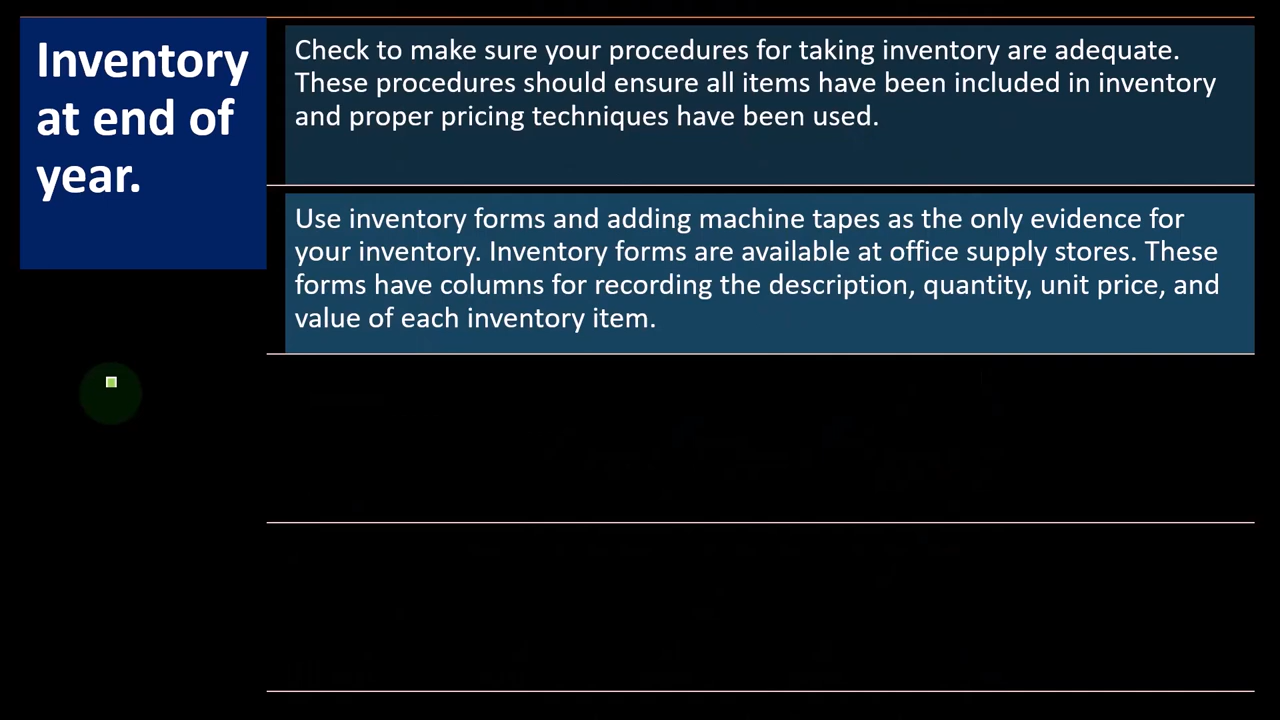 Inventory
at end of
year.
Check to make sure your procedures for taking inventory are adequate.
These procedures should ensure all items have been included in inventory
and proper pricing techniques have been used.
Use inventory forms and adding machine tapes as the only evidence for
your inventory. Inventory forms are available at office supply stores. These
forms have columns for recording the description, quantity, unit price, and
value of each inventory item.